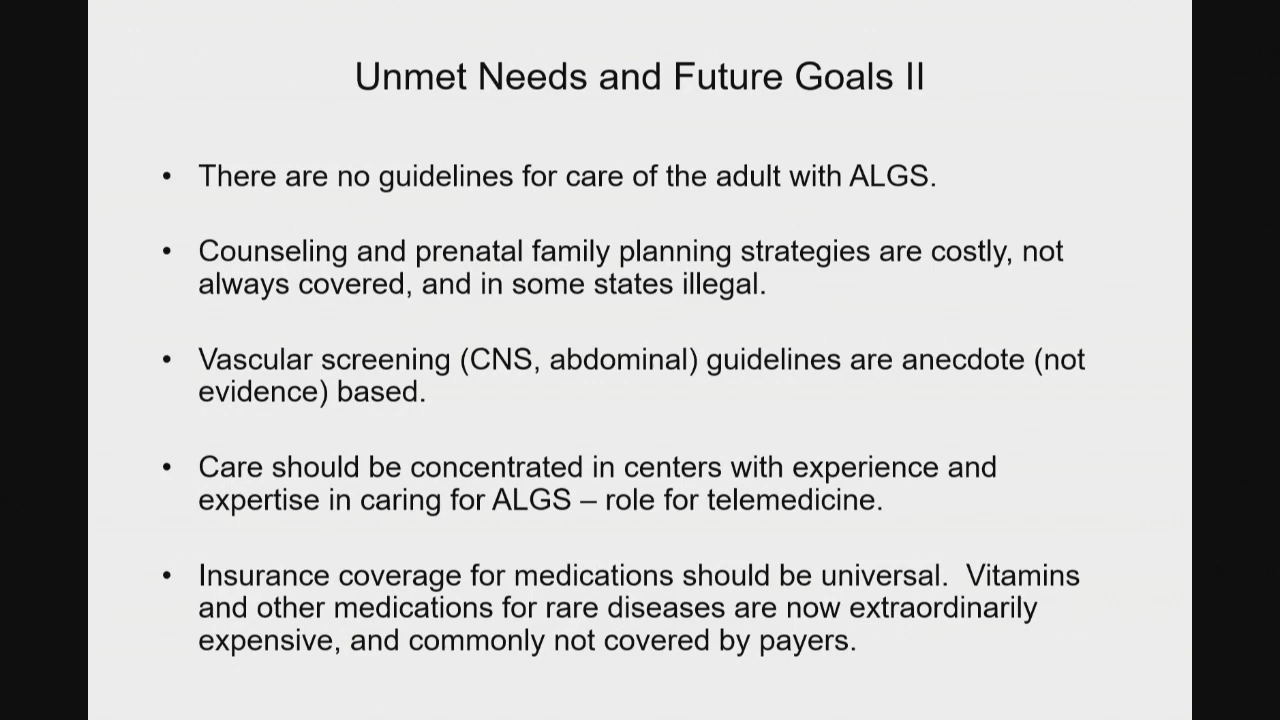 Unmet Needs and Future Goals II
• There are no guidelines for care of the adult with ALGS.
• Counseling and prenatal family planning strategies are costly, not
always covered, and in some states illegal.
• Vascular screening (CNS, abdominal) guidelines are anecdote (not
evidence) based.
• Care should be concentrated in centers with experience and
expertise in caring for ALGS – role for telemedicine.
• Insurance coverage for medications should be universal.  Vitamins
and other medications for rare diseases are now extraordinarily
expensive, and commonly not covered by payers.